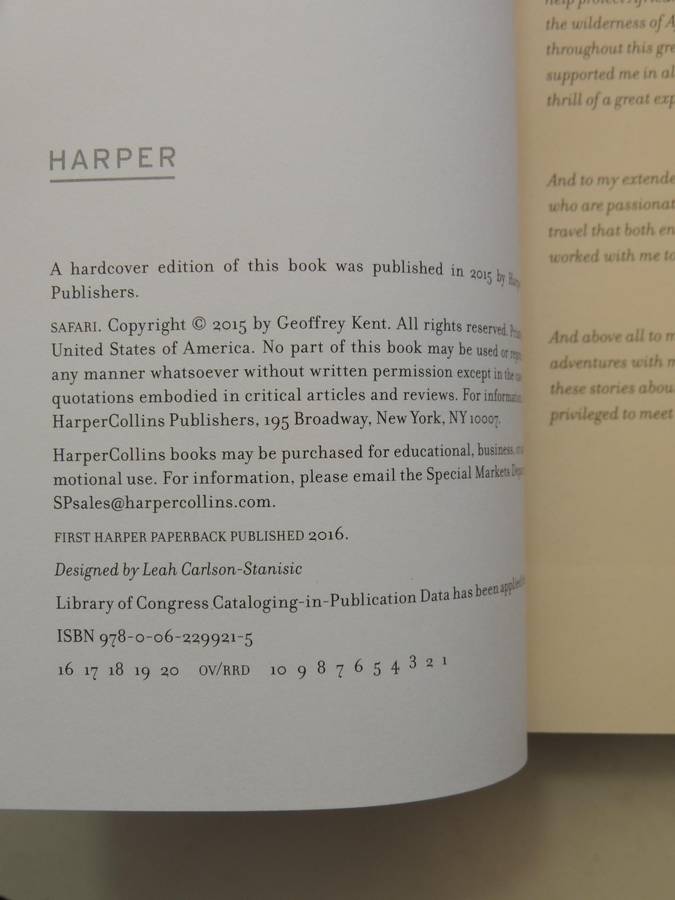 HARPER
A hardcover edition of this book was published in 2015 by
Publishers.
SAFARI. Copyright © 2015 by Geoffrey Kent. All rights reserved.
United States of America. No part of this book may be used or
any manner whatsoever without written permission except in the
quotations embodied in critical articles and reviews. For
HarperCollins Publishers, 195 Broadway, New York, NY 10007.
HarperCollins books may be purchased for educational, business,
motional use. For information, please email the Special Markets
SPsales@harpercollins.com.
FIRST HARPER PAPERBACK PUBLISHED 2016.
Designed by Leah Carlson-Stanisic
Library of Congress Cataloging-in-Publication Data has been applied
ISBN 978-0-06-229921-5
16 17 18 19 20 OV/RRD 10 9 8 7 6 5 4 3 2 1
the wilderness of
throughout this
supported me in
thrill of a great
And to my
who are
travel that both
worked with me
And above all to
adventures with
these stories
privileged to meet